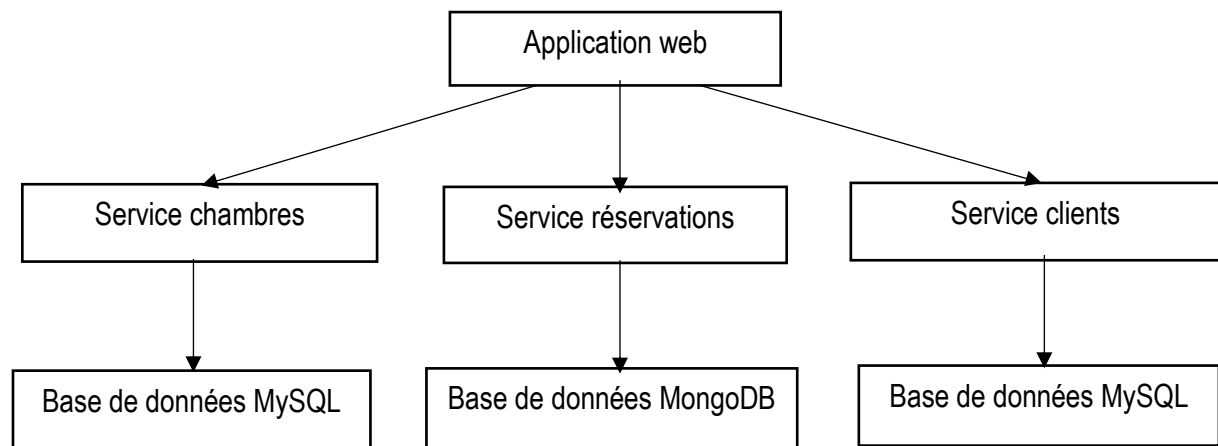 Application web
Service chambres
Service réservations
Service clients
Base de données MySQL
Base de données MongoDB
Base de données MySQL